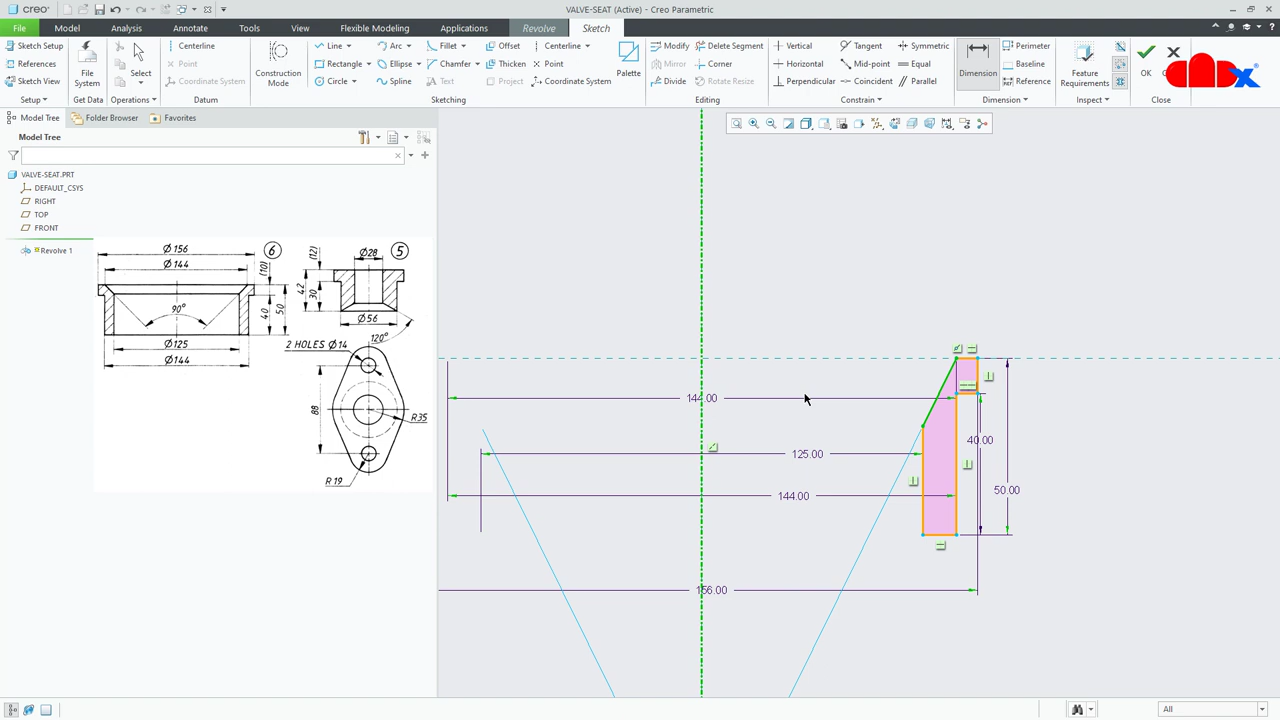 creo
VALVE-SEAT (Active) - Creo Parametric
File Model Analysis Annotate Tools View Flexible Modeling Applications Revolve Sketch
Sketch Setup
References
Sketch View
Setup
File System
Get Data
Select
Operations
Centerline
Point
Coordinate System
Datum
Construction Mode
Line Arc Fillet Offset Centerline
Rectangle Ellipse Chamfer Thicken Point
Circle Spline Text Project Coordinate System
Palette
Sketching
Modify Delete Segment
Mirror Corner
Divide Rotate Resize
Editing
Vertical Tangent Symmetric
Horizontal Mid-point Equal
Perpendicular Coincident Parallel
Constrain
Dimension
Perimeter
Baseline
Reference
Dimension
Feature Requirements
Inspect
OK
Close
Model Tree Folder Browser Favorites
Model Tree
VALVE-SEAT.PRT
DEFAULT_CSYS
RIGHT
TOP
FRONT
Revolve 1
Ø156
Ø144
(10)
6
90°
40
50
Ø125
Ø144
(12)
Ø28
5
42
30
Ø56
120°
2 HOLES Ø14
88
R35
R19
144.00
125.00
144.00
156.00
40.00
50.00
All